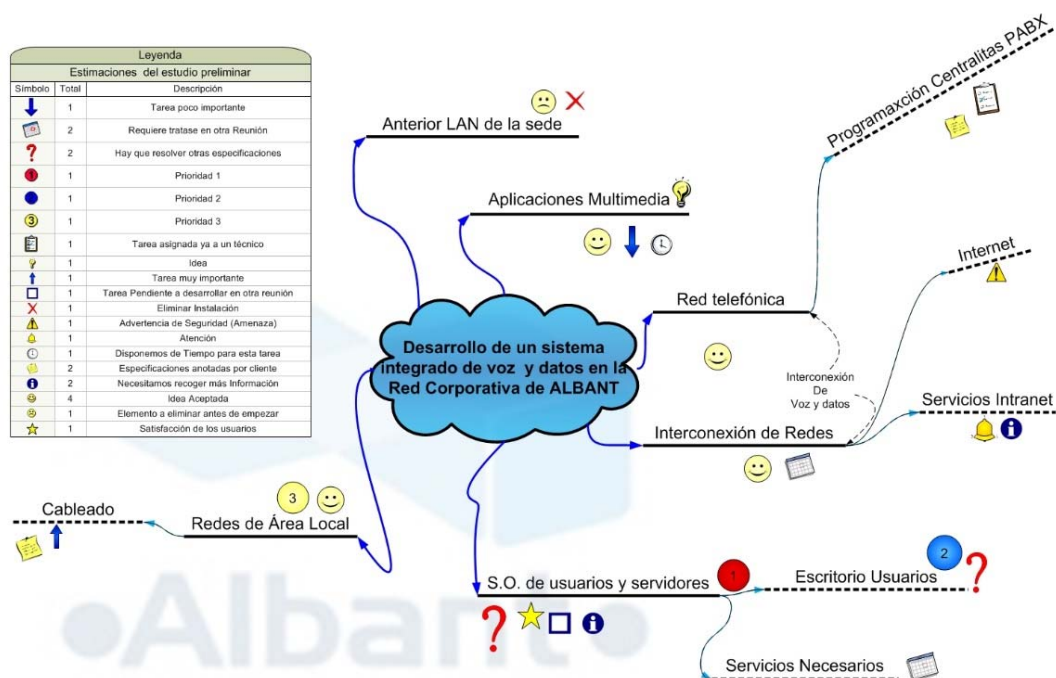 Leyenda
Estimaciones del estudio preliminar
Símbolo Total Descripción
1 Tarea poco importante
2 Requiere tratase en otra Reunión
2 Hay que resolver otras especificaciones
1 1 Prioridad 1
1 Prioridad 2
3 1 Prioridad 3
1 Tarea asignada ya a un técnico
1 Idea
1 Tarea muy importante
1 Tarea Pendiente a desarrollar en otra reunión
1 Eliminar Instalación
1 Advertencia de Seguridad (Amenaza)
1 Atención
1 Disponemos de Tiempo para esta tarea
2 Especificaciones anotadas por cliente
2 Necesitamos recoger más Información
4 Idea Aceptada
1 Elemento a eliminar antes de empezar
1 Satisfacción de los usuarios
Anterior LAN de la sede
Aplicaciones Multimedia
Programaxción Centralitas PABX
Internet
Red telefónica
Desarrollo de un sistema
integrado de voz y datos en la
Red Corporativa de ALBANT
Interconexión
De
Voz y datos
Servicios Intranet
Interconexión de Redes
3
Cableado
Redes de Área Local
1
2
S.O. de usuarios y servidores
Escritorio Usuarios
Servicios Necesarios
Albant